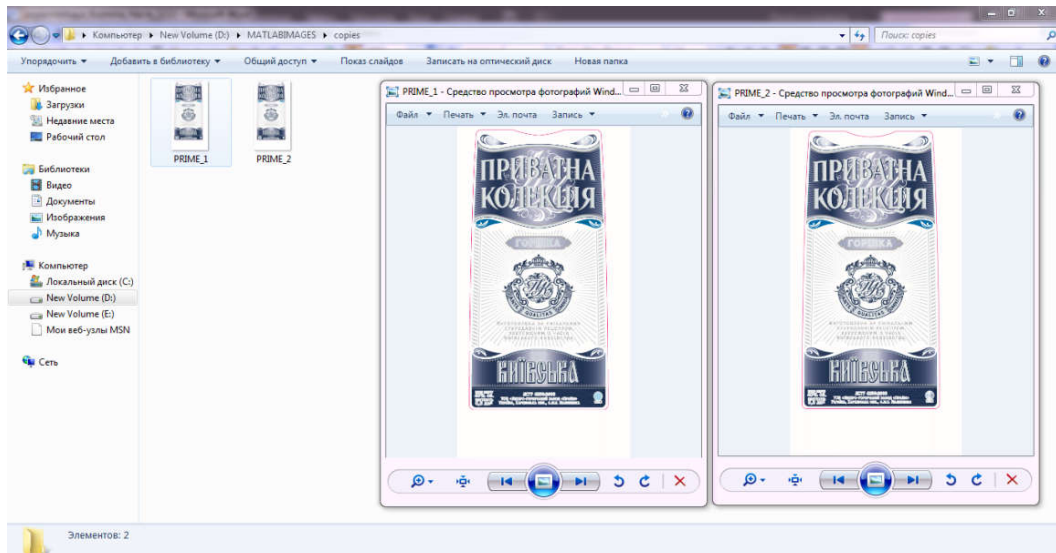 Компьютер ▸ New Volume (D:) ▸ MATLABIMAGES ▸ copies
Поиск: copies
Упорядочить
Добавить в библиотеку
Общий доступ
Показ слайдов
Записать на оптический диск
Новая папка
Избранное
Загрузки
Недавние места
Рабочий стол
Библиотеки
Видео
Документы
Изображения
Музыка
Компьютер
Локальный диск (C:)
New Volume (D:)
New Volume (E:)
Мои веб-узлы MSN
Сеть
PRIME_1
PRIME_2
PRIME_1 - Средство просмотра фотографий Wind...
Файл
Печать
Эл. почта
Запись
ПРИВАТНА
КОЛЕКЦІЯ
ГОРІЛКА
КИЇВСЬКА
PRIME_2 - Средство просмотра фотографий Wind...
Файл
Печать
Эл. почта
Запись
ПРИВАТНА
КОЛЕКЦІЯ
ГОРІЛКА
КИЇВСЬКА
Элементов: 2